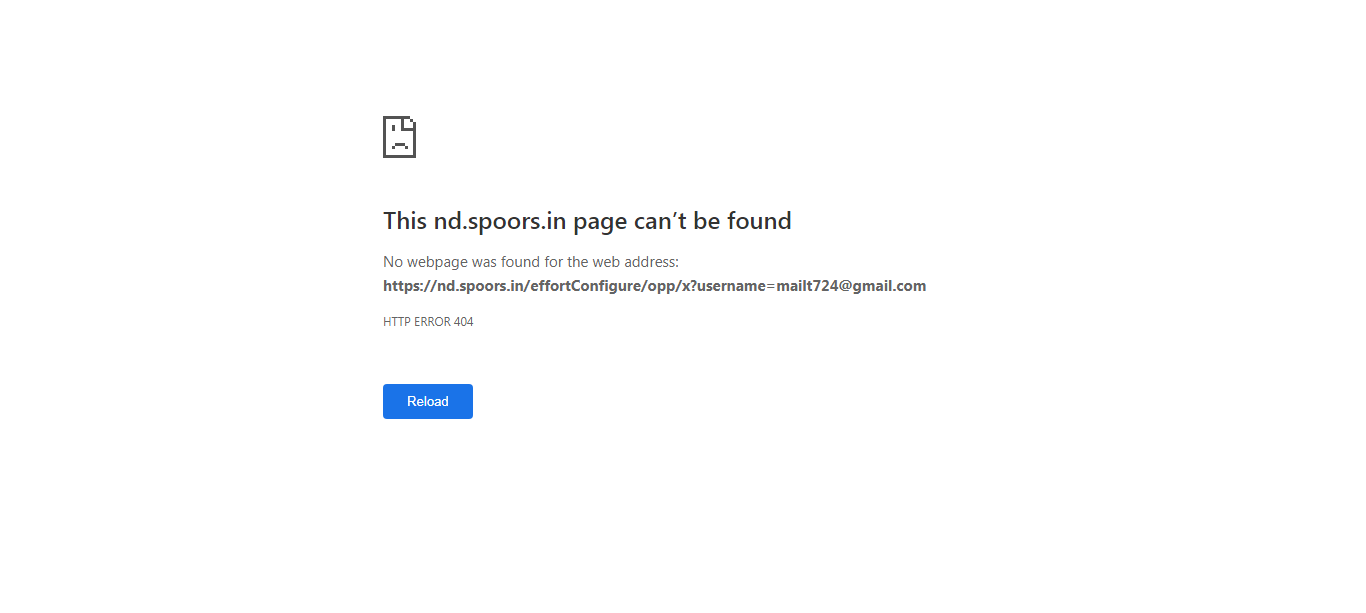 This nd.spoors.in page can’t be found
No webpage was found for the web address:
https://nd.spoors.in/effortConfigure/opp/x?username=mailt724@gmail.com
HTTP ERROR 404
Reload